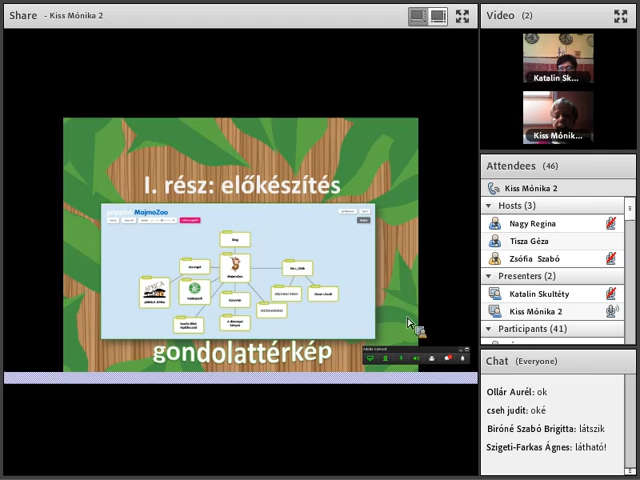 Share - Kiss Mónika 2
I. rész: előkészítés
MajmoZoo
gondolattérkép
Video (2)
Katalin Sk...
Kiss Mónik...
Attendees (46)
Kiss Mónika 2
Hosts (3)
Nagy Regina
Tisza Géza
Zsófia Szabó
Presenters (2)
Katalin Skultéty
Kiss Mónika 2
Participants (41)
Chat (Everyone)
Ollár Aurél: ok
cseh judit: oké
Biróné Szabó Brigitta: látszik
Szigeti-Farkas Ágnes: látható!